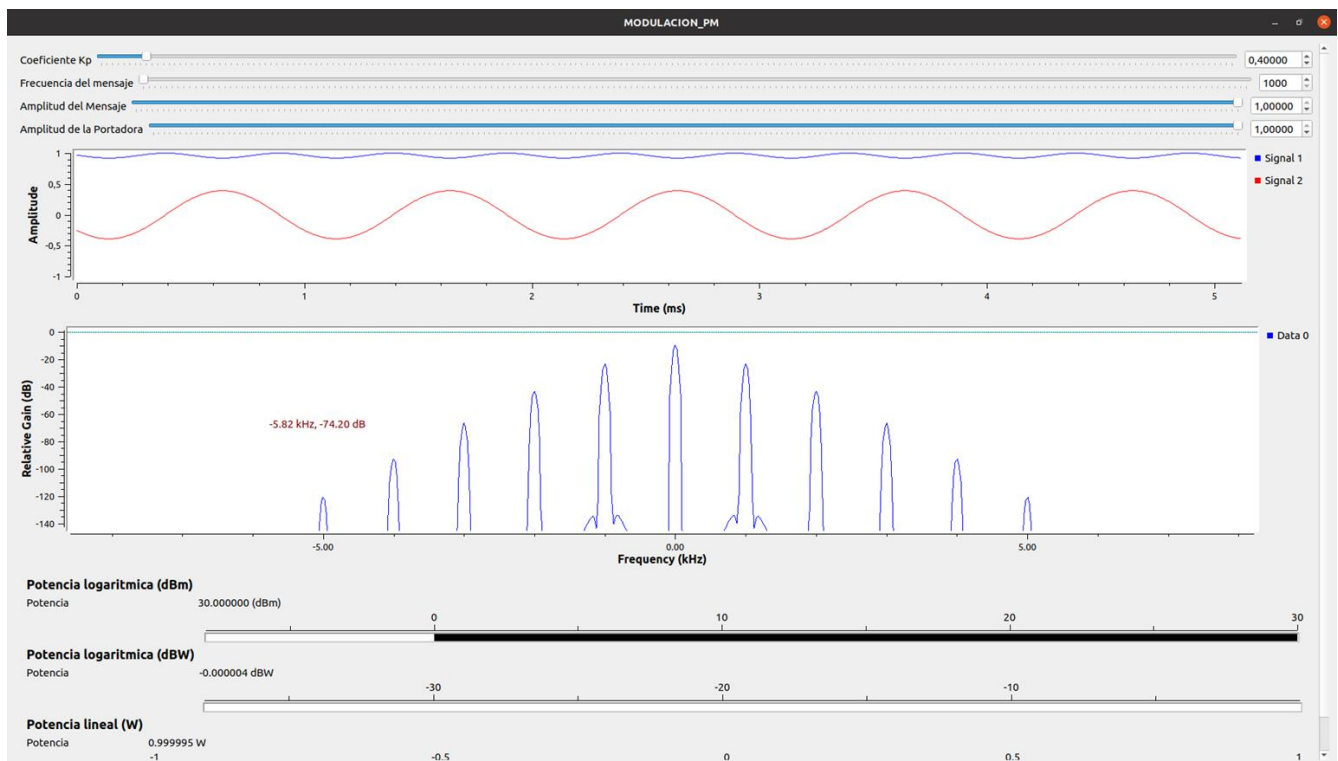 MODULACION_PM
Coeficiente Kp 0,40000
Frecuencia del mensaje 1000
Amplitud del Mensaje 1,00000
Amplitud de la Portadora 1,00000
1
0,5
0
-0,5
-1
Amplitude
0 1 2 3 4 5
Time (ms)
Signal 1
Signal 2
0
-20
-40
-60
-80
-100
-120
-140
Relative Gain (dB)
-5.82 kHz, -74.20 dB
Data 0
-5.00 0.00 5.00
Frequency (kHz)
Potencia logaritmica (dBm)
Potencia 30.000000 (dBm)
0 10 20 30
Potencia logaritmica (dBW)
Potencia -0.000004 dBW
-30 -20 -10
Potencia lineal (W)
Potencia 0.999995 W
-1 -0.5 0 0.5 1